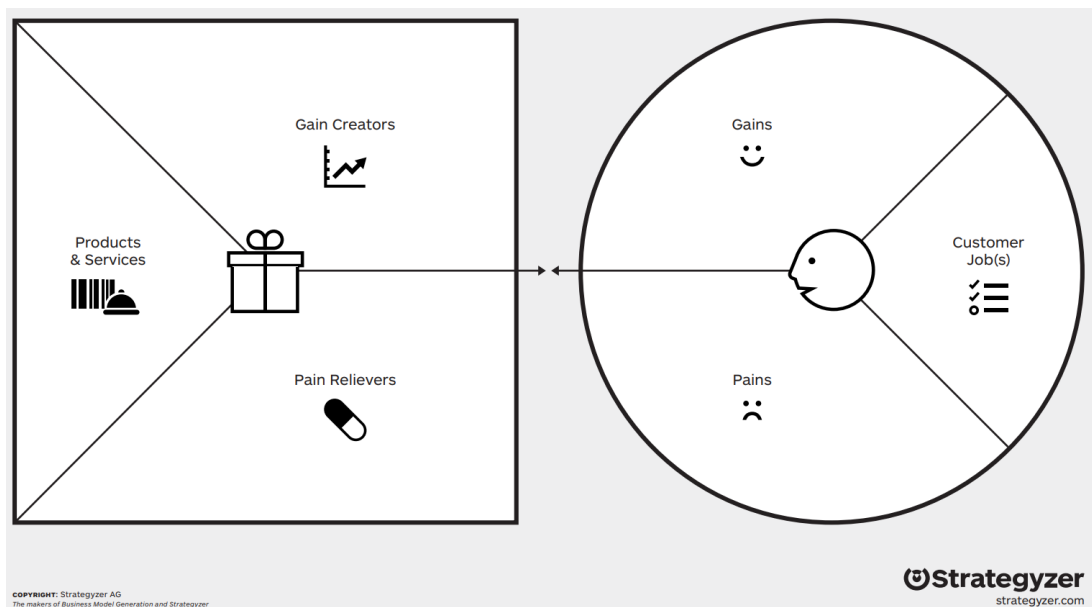 Gain Creators
Products
& Services
Pain Relievers
Gains
Customer
Job(s)
Pains
COPYRIGHT: Strategyzer AG
The makers of Business Model Generation and Strategyzer
Strategyzer
strategyzer.com